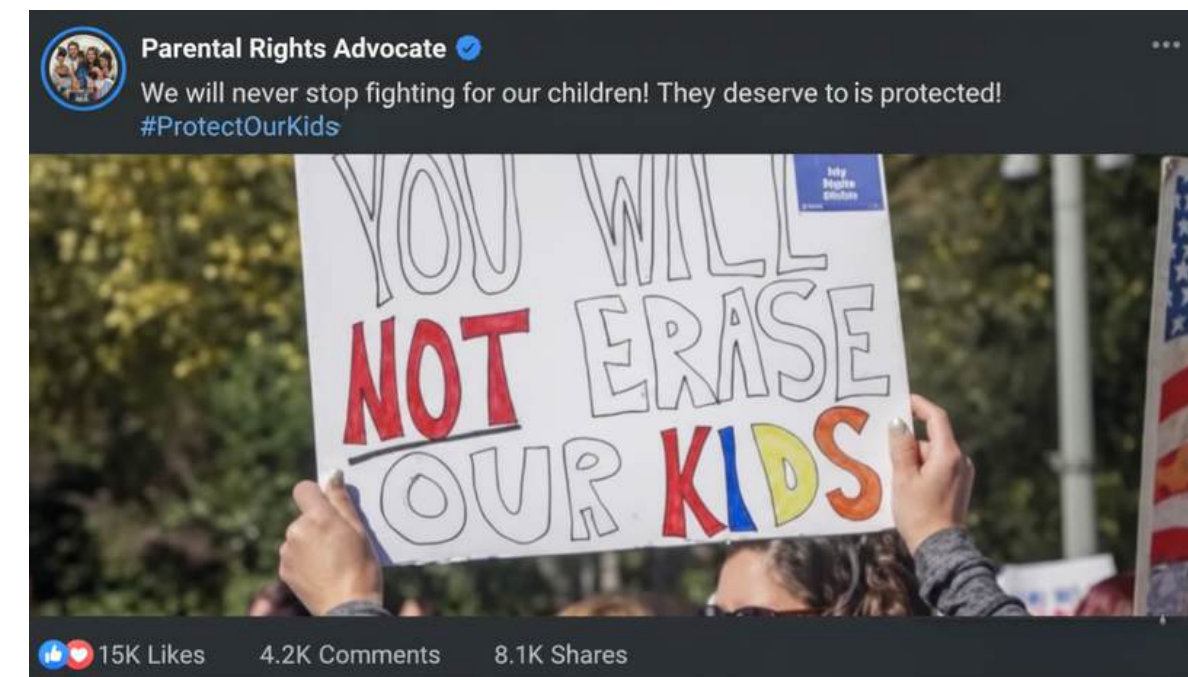 Parental Rights Advocate
We will never stop fighting for our children! They deserve to is protected!
#ProtectOurKids
YOU WILL
NOT ERASE
OUR KIDS
15K Likes 4.2K Comments 8.1K Shares